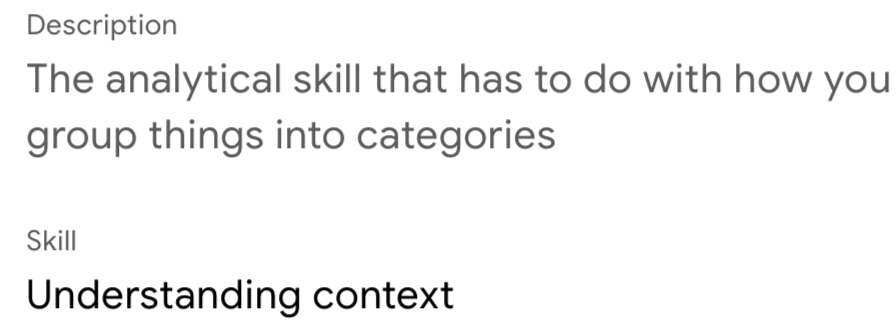 Description
The analytical skill that has to do with how you
group things into categories
Skill
Understanding context